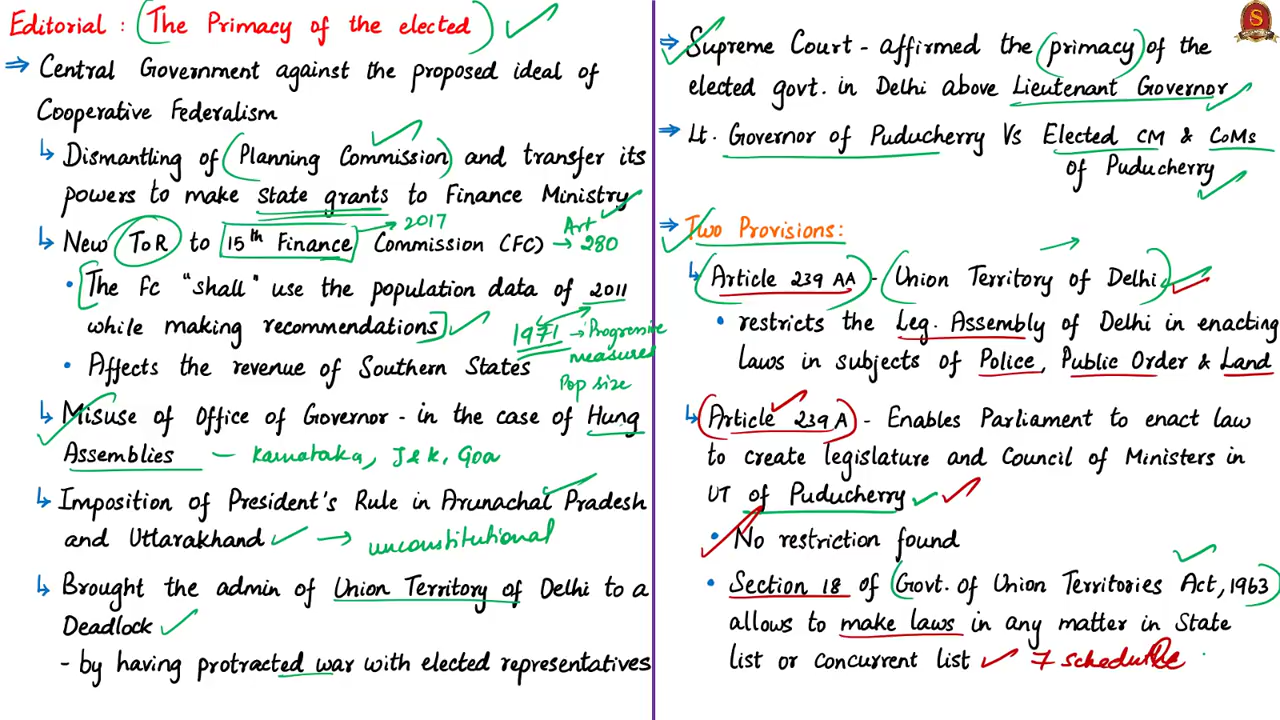 Editorial : (The Primacy of the elected)
⇒ Central Government against the proposed ideal of
Cooperative Federalism
↳ Dismantling of (Planning Commission) and transfer its
powers to make state grants to Finance Ministry
↳ New ToR to 15th Finance Commission (FC) → Art 280
→ 2017
• [The Fc "shall" use the population data of 2011
while making recommendations]
1971 → Progressive
measures
• Affects the revenue of Southern States
Pop size
↳ Misuse of Office of Governor - in the case of Hung
Assemblies - Karnataka, J&K, Goa
↳ Imposition of President's Rule in Arunachal Pradesh
and Uttarakhand → unconstitutional
↳ Brought the admin of Union Territory of Delhi to a
Deadlock
- by having protracted war with elected representatives
S
⇒ Supreme Court - affirmed the (primacy) of the
elected govt. in Delhi above Lieutenant Governor
⇒ Lt. Governor of Puducherry Vs Elected CM & CoMs
of Puducherry
⇒ Two Provisions:
↳ (Article 239 AA) - (Union Territory of Delhi)
• restricts the Leg. Assembly of Delhi in enacting
laws in subjects of Police, Public Order & Land
↳ (Article 239 A) - Enables Parliament to enact law
to create legislature and Council of Ministers in
UT of Puducherry
• No restriction found
• Section 18 of (Govt. of Union Territories Act, 1963)
allows to make laws in any matter in State
list or concurrent list 7 schedule